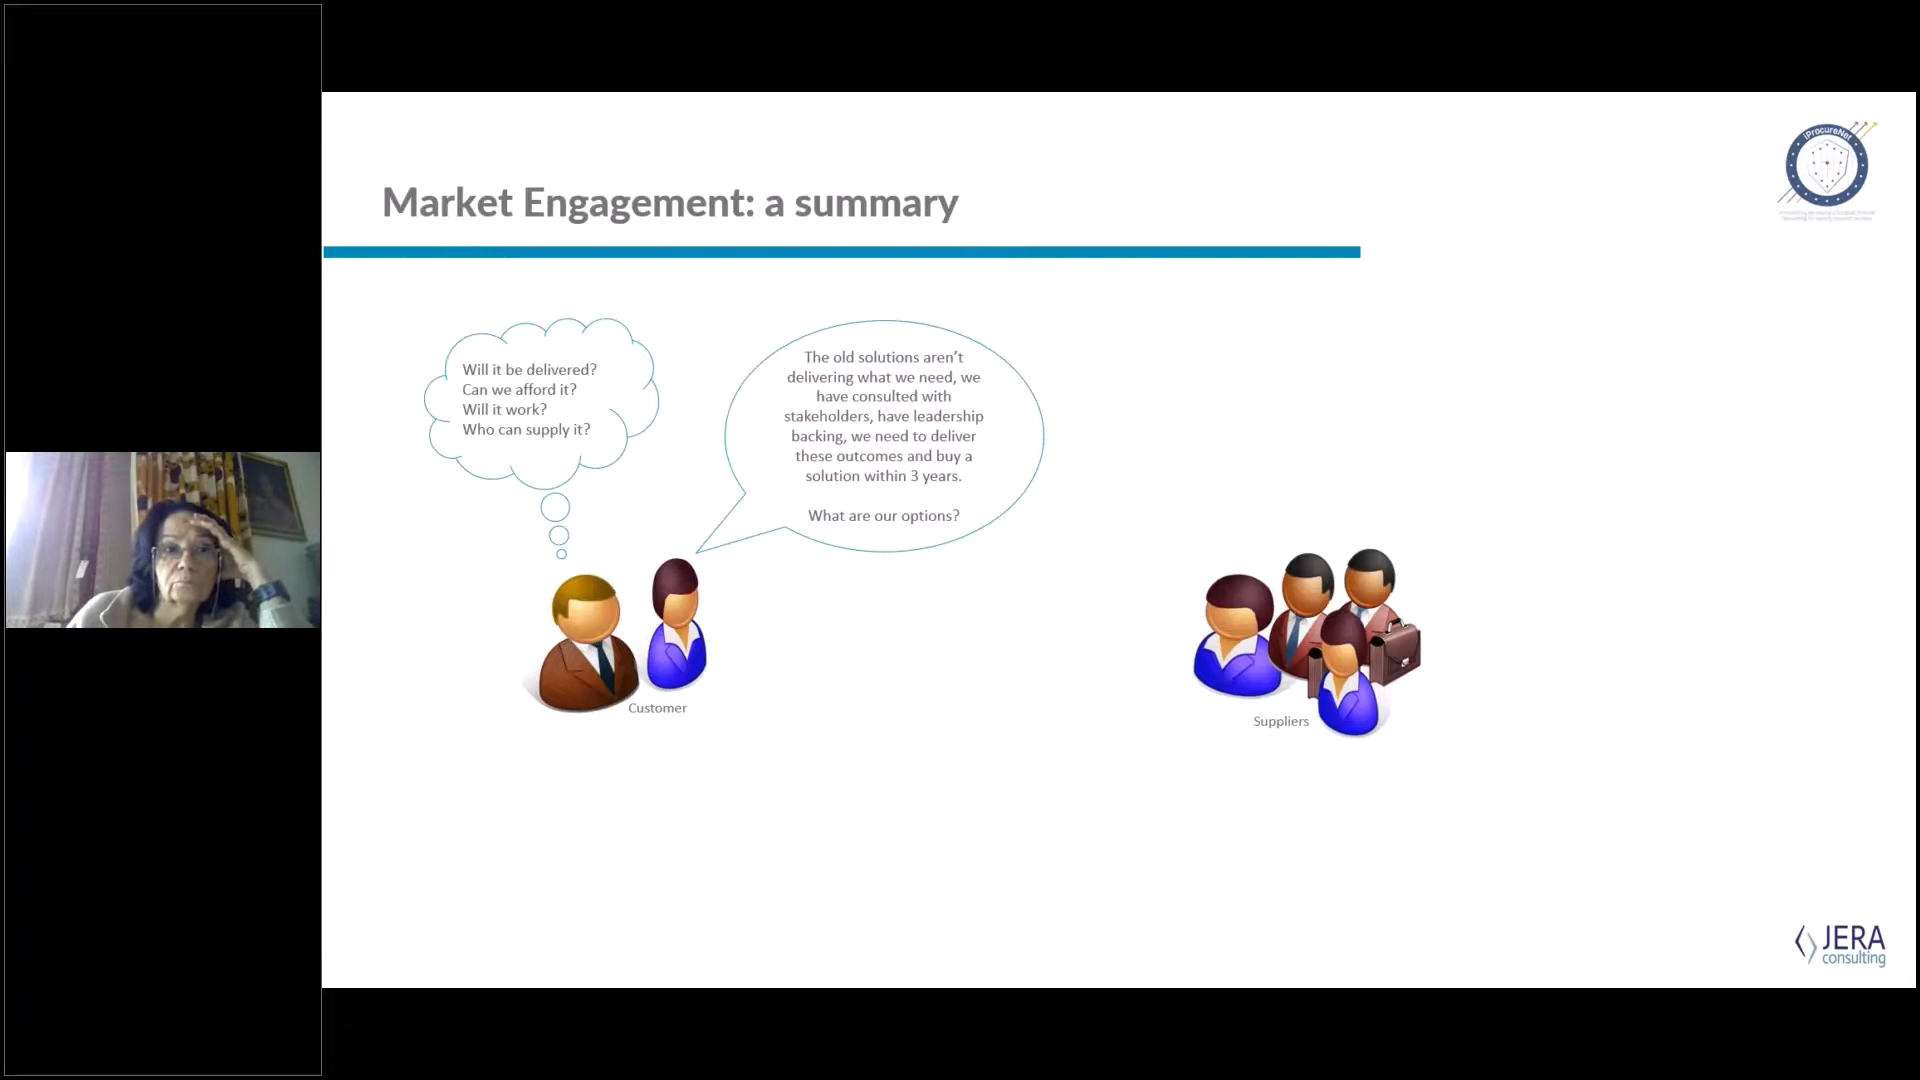 iProcureNet
Market Engagement: a summary
Will it be delivered?
Can we afford it?
Will it work?
Who can supply it?
The old solutions aren’t
delivering what we need, we
have consulted with
stakeholders, have leadership
backing, we need to deliver
these outcomes and buy a
solution within 3 years.
What are our options?
Customer
Suppliers
JERA
consulting